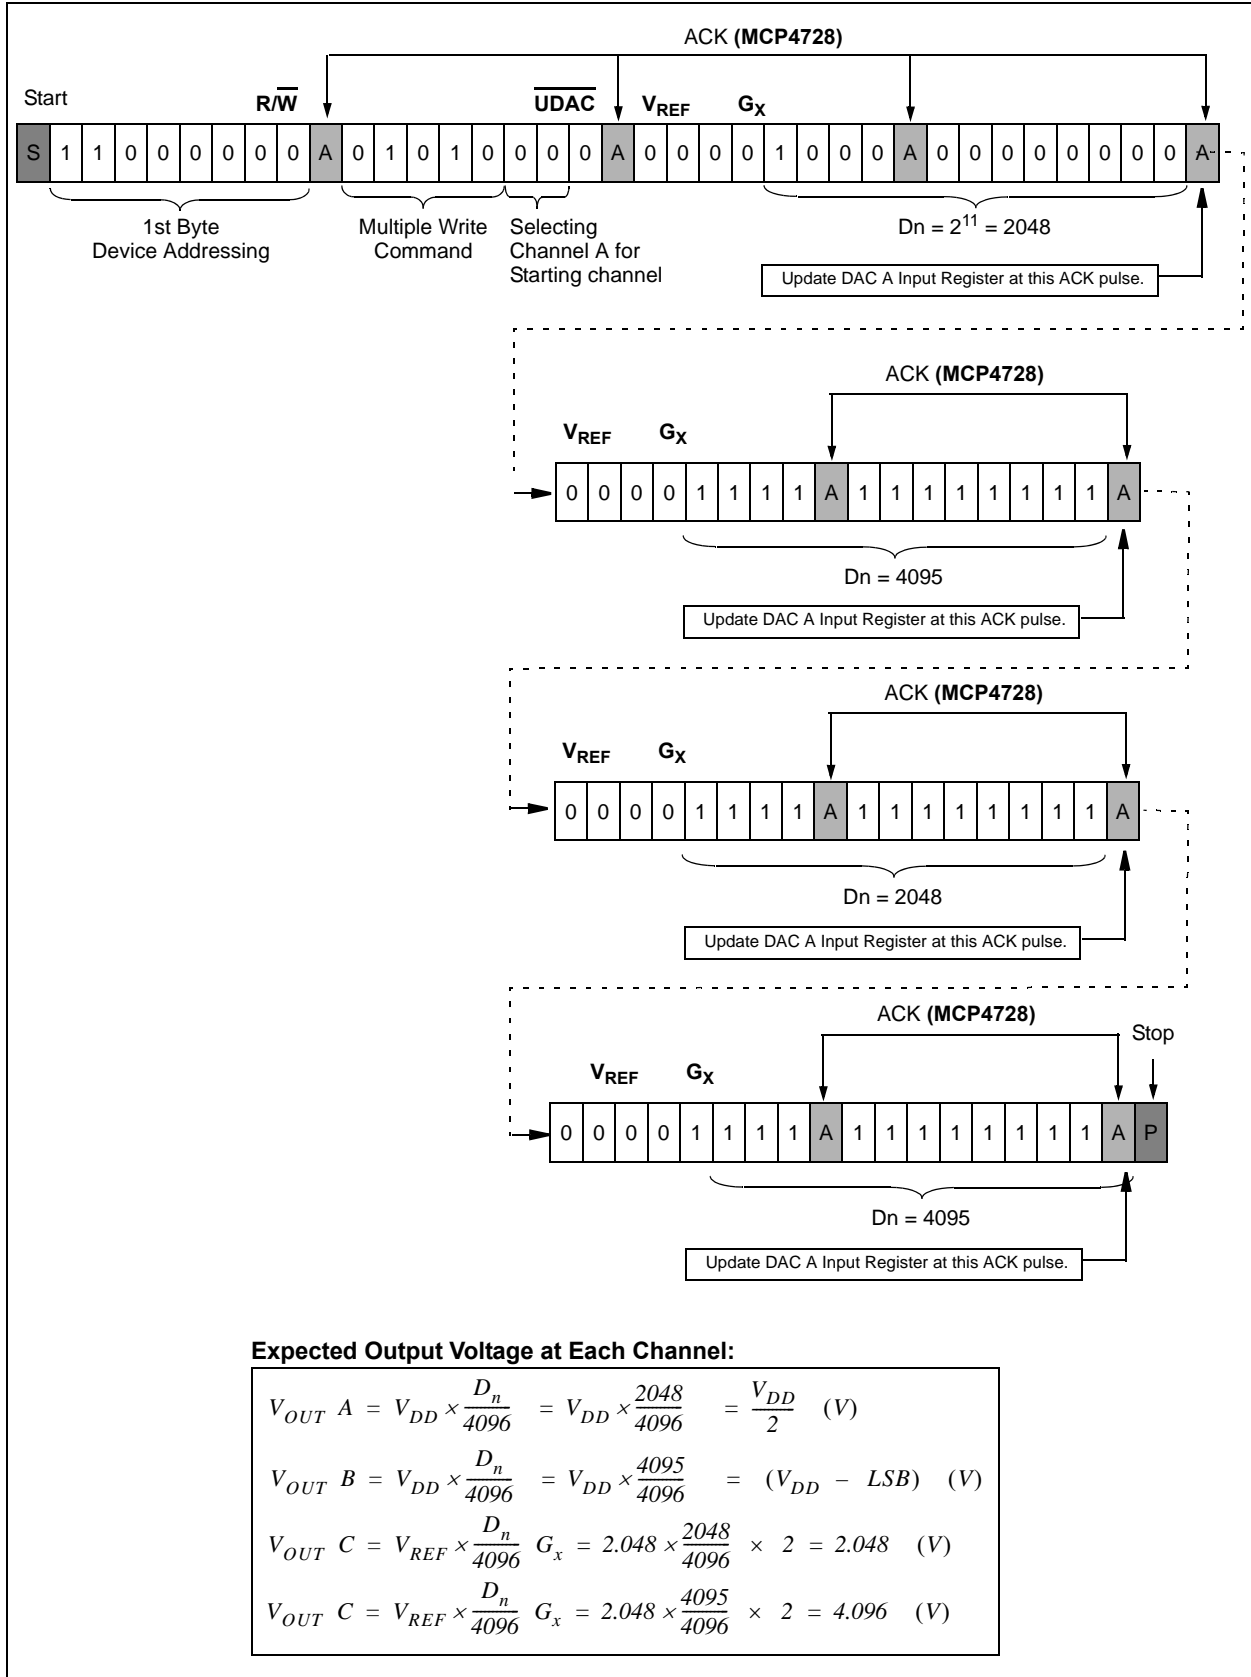 ACK (MCP4728)
Start R/W UDAC VREF GX
S 1 1 0 0 0 0 0 0 A 0 1 0 1 0 0 0 0 A 0 0 0 0 1 0 0 0 A 0 0 0 0 0 0 0 0 A
1st Byte
Device Addressing
Multiple Write
Command
Selecting
Channel A for
Starting channel
Dn = 2^11 = 2048
Update DAC A Input Register at this ACK pulse.
ACK (MCP4728)
VREF GX
0 0 0 0 1 1 1 1 A 1 1 1 1 1 1 1 1 A
Dn = 4095
Update DAC A Input Register at this ACK pulse.
ACK (MCP4728)
VREF GX
0 0 0 0 1 1 1 1 A 1 1 1 1 1 1 1 1 A
Dn = 2048
Update DAC A Input Register at this ACK pulse.
ACK (MCP4728)
Stop
VREF GX
0 0 0 0 1 1 1 1 A 1 1 1 1 1 1 1 1 A P
Dn = 4095
Update DAC A Input Register at this ACK pulse.
Expected Output Voltage at Each Channel:
VOUT A = VDD × Dn/4096 = VDD × 2048/4096 = VDD/2 (V)
VOUT B = VDD × Dn/4096 = VDD × 4095/4096 = (VDD – LSB) (V)
VOUT C = VREF × Dn/4096 Gx = 2.048 × 2048/4096 × 2 = 2.048 (V)
VOUT C = VREF × Dn/4096 Gx = 2.048 × 4095/4096 × 2 = 4.096 (V)